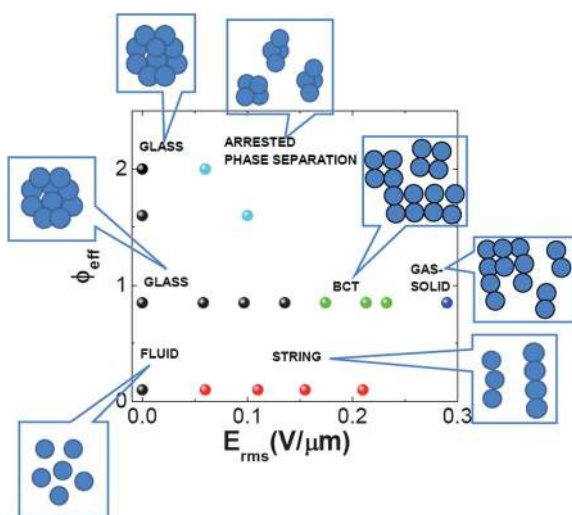 GLASS
ARRESTED
PHASE SEPARATION
2
ϕeff
GLASS
BCT
GAS-
SOLID
1
FLUID
STRING
0
0.0 0.1 0.2 0.3
Erms(V/μm)